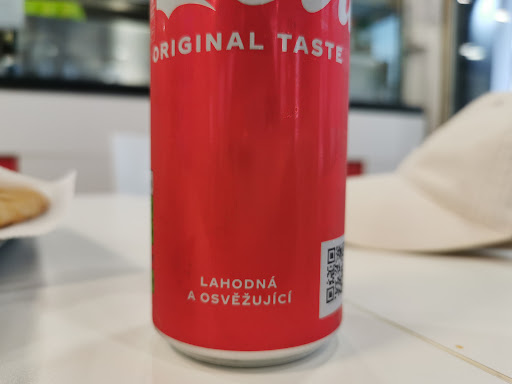 ORIGINAL TASTE
LAHODNÁ
A OSVĚŽUJÍCÍ